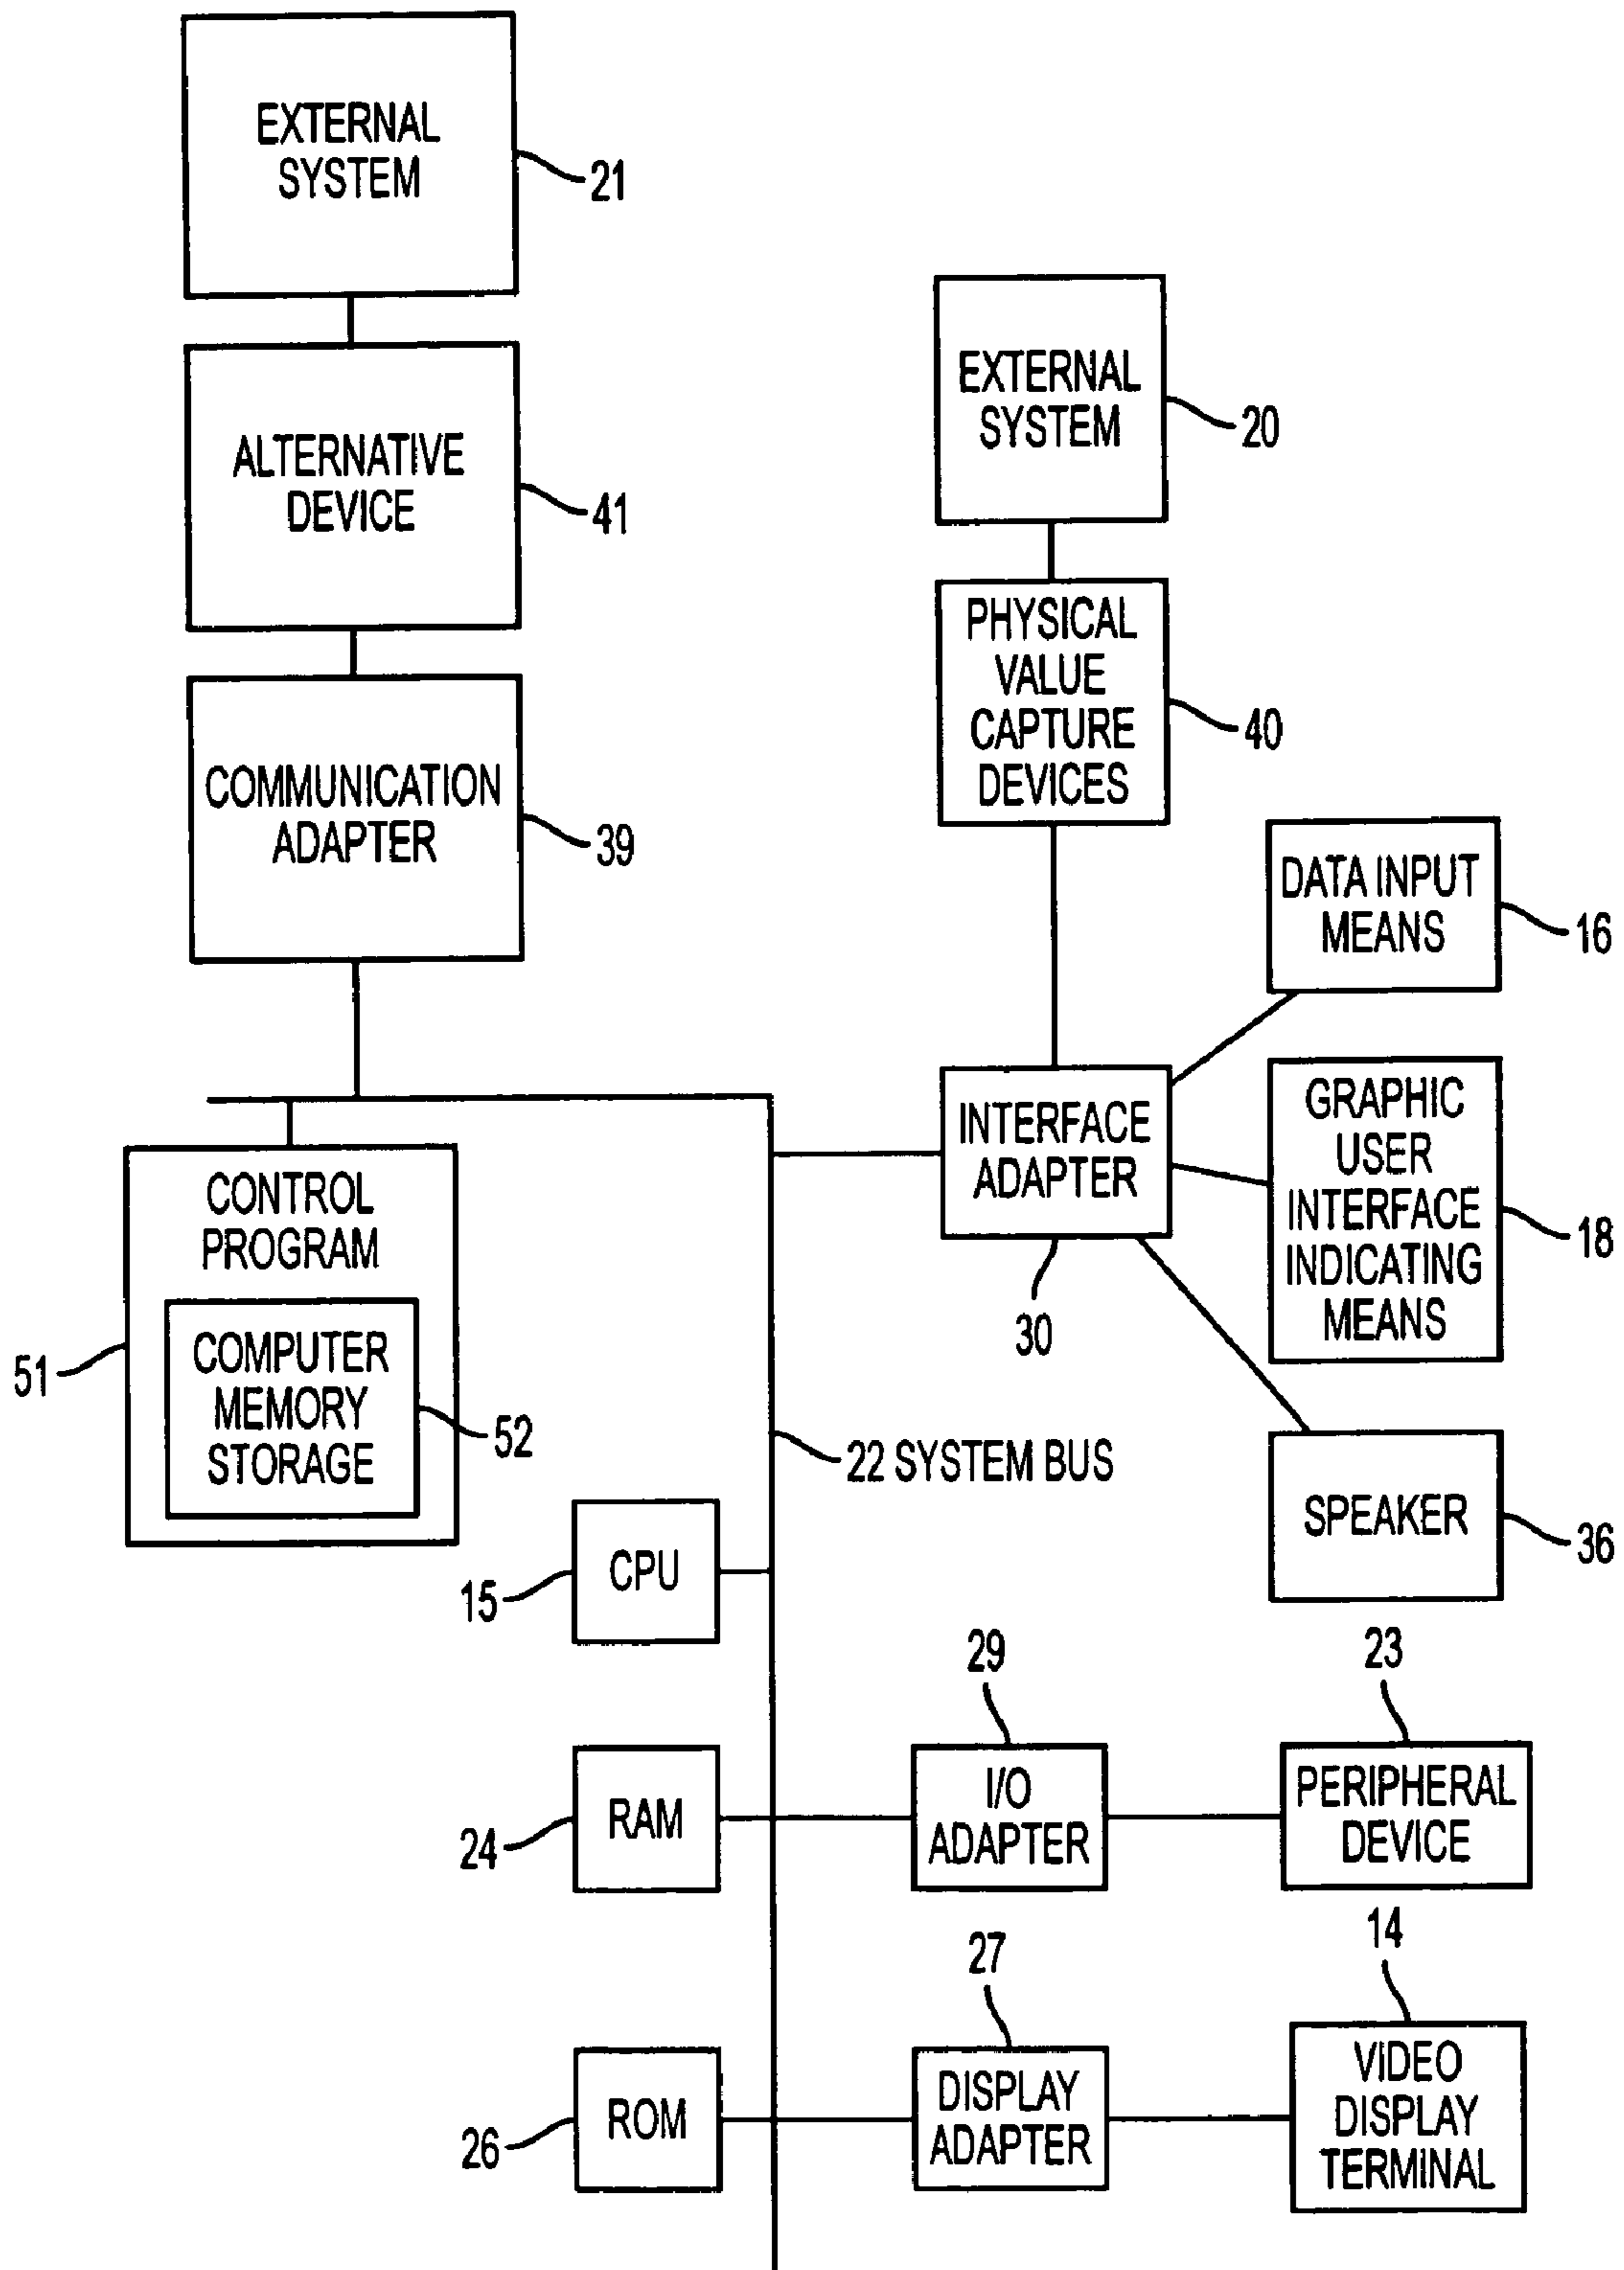 EXTERNAL
SYSTEM
21
ALTERNATIVE
DEVICE
41
COMMUNICATION
ADAPTER
39
EXTERNAL
SYSTEM
20
PHYSICAL
VALUE
CAPTURE
DEVICES
40
DATA INPUT
MEANS
16
INTERFACE
ADAPTER
30
GRAPHIC
USER
INTERFACE
INDICATING
MEANS
18
CONTROL
PROGRAM
51
COMPUTER
MEMORY
STORAGE
52
22 SYSTEM BUS
SPEAKER
36
CPU
15
RAM
24
29
I/O
ADAPTER
23
PERIPHERAL
DEVICE
ROM
26
27
DISPLAY
ADAPTER
14
VIDEO
DISPLAY
TERMINAL